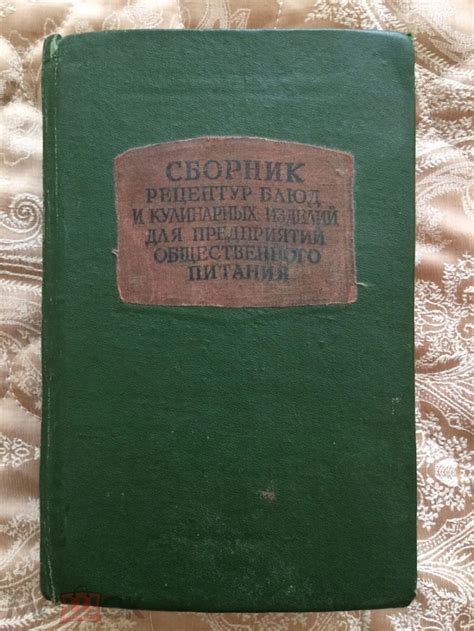 СБОРНИК
РЕЦЕПТУР БЛЮД
И КУЛИНАРНЫХ ИЗДЕЛИЙ
ДЛЯ ПРЕДПРИЯТИЙ
ОБЩЕСТВЕННОГО
ПИТАНИЯ